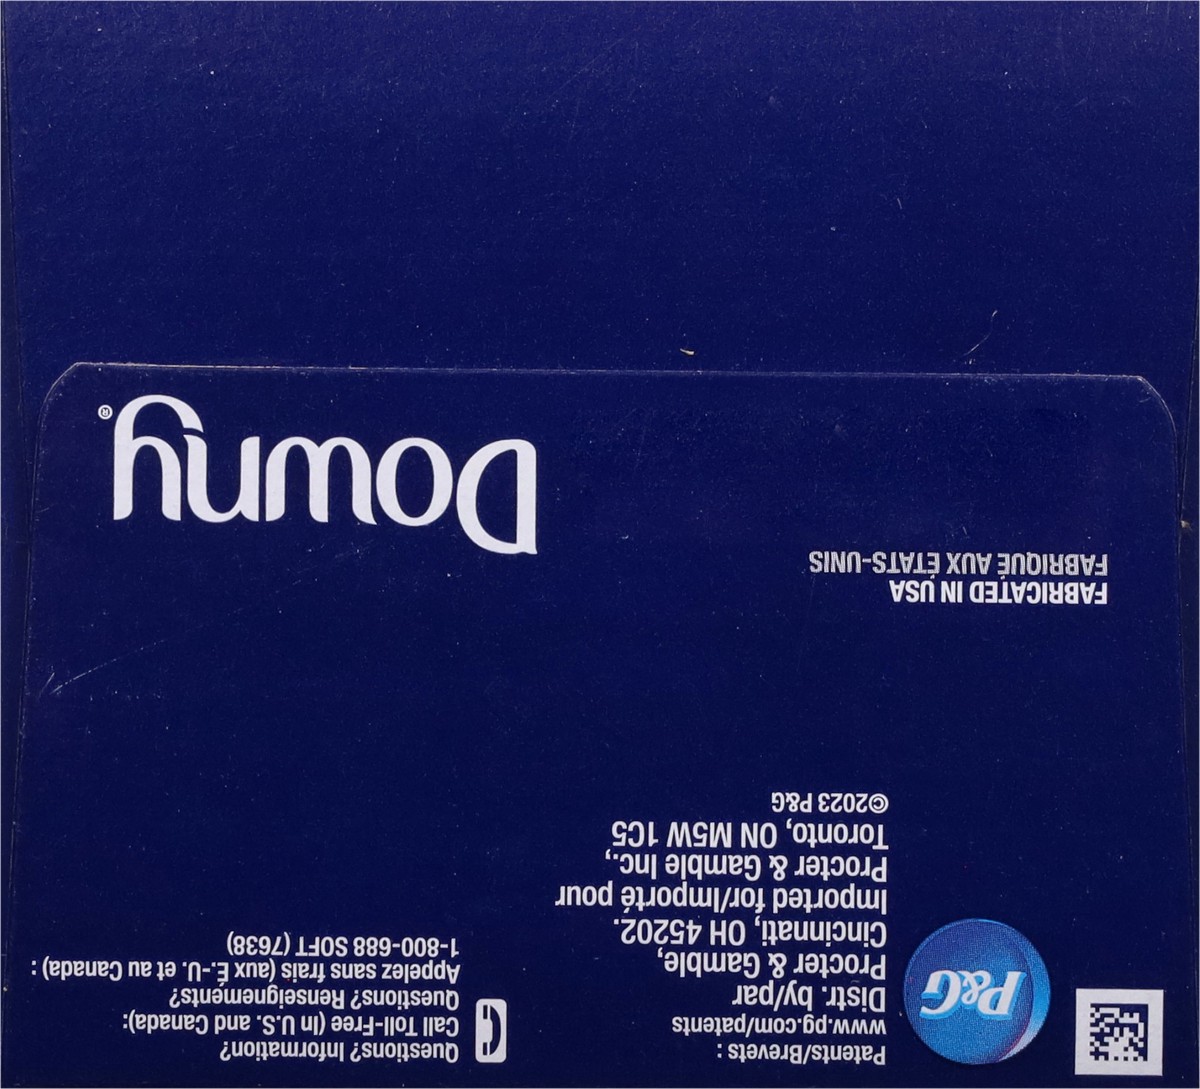 Patents/Brevets :
www.pg.com/patents
Distr. by/par
Procter & Gamble,
Cincinnati, OH 45202.
Imported for/Importé pour
Procter & Gamble Inc.,
Toronto, ON M5W 1C5
©2023 P&G
P&G
Questions? Information?
Call Toll-Free (in U.S. and Canada):
Questions? Renseignements?
Appelez sans frais (aux É.-U. et au Canada) :
1-800-688 SOFT (7638)
FABRICATED IN USA
FABRIQUÉ AUX ÉTATS-UNIS
Downy®